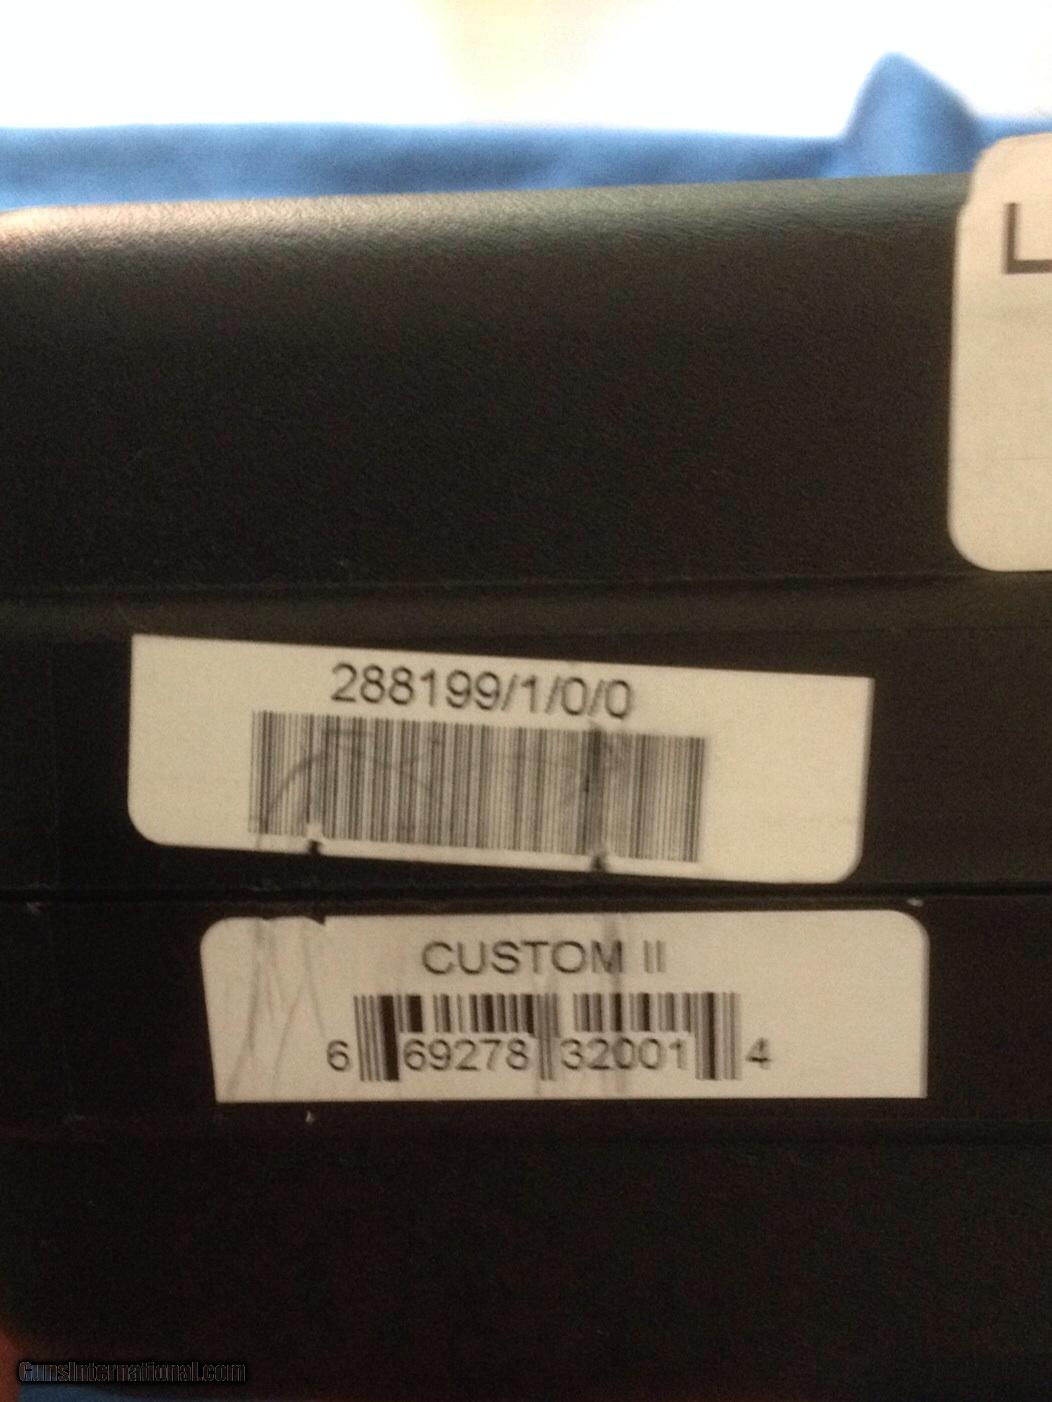 L
288199/1/0/0
CUSTOM II
6 69278 32001 4
GunsInternational.com